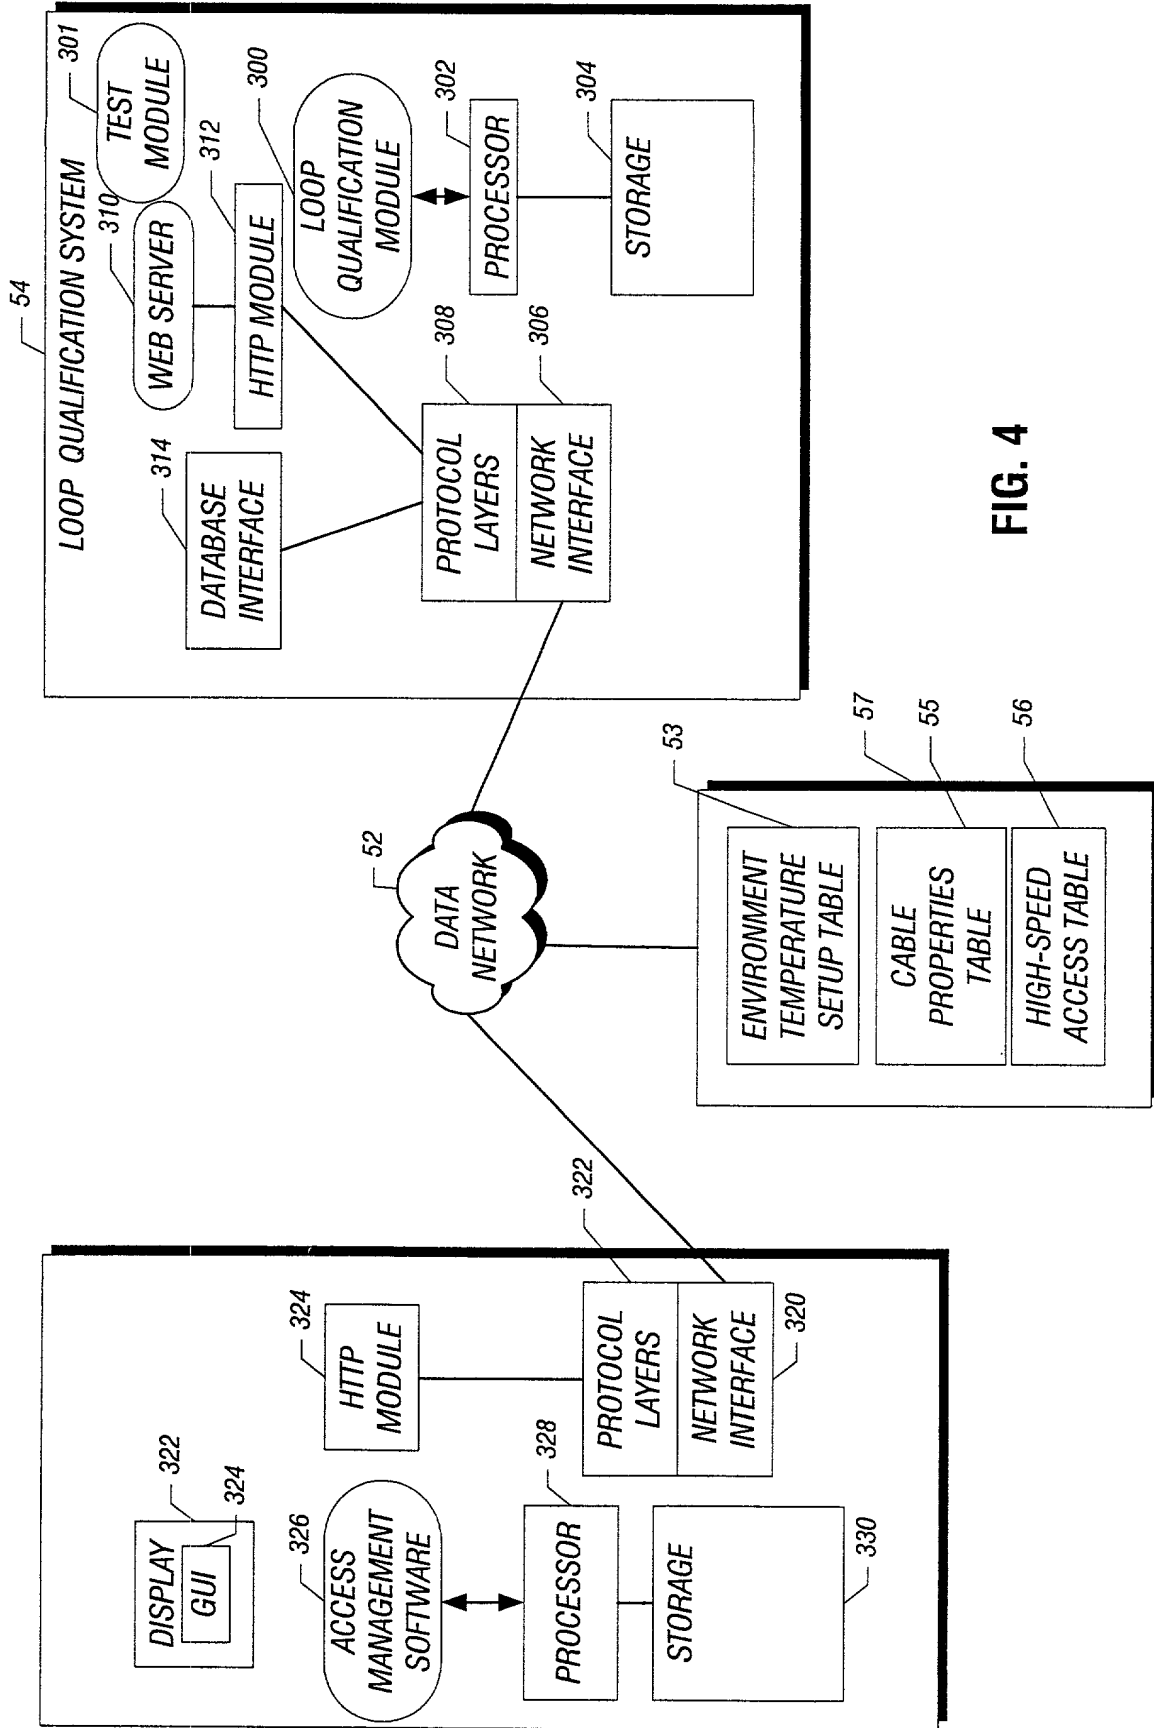 DISPLAY
322
GUI
324
ACCESS
MANAGEMENT
SOFTWARE
326
HTTP
MODULE
324
PROCESSOR
328
PROTOCOL
LAYERS
322
NETWORK
INTERFACE
320
STORAGE
330
DATA
NETWORK
52
ENVIRONMENT
TEMPERATURE
SETUP TABLE
53
57
CABLE
PROPERTIES
TABLE
55
HIGH-SPEED
ACCESS TABLE
56
54
LOOP QUALIFICATION SYSTEM
DATABASE
INTERFACE
314
WEB SERVER
310
TEST
MODULE
301
HTTP MODULE
312
LOOP
QUALIFICATION
MODULE
300
PROTOCOL
LAYERS
308
NETWORK
INTERFACE
306
PROCESSOR
302
STORAGE
304
FIG. 4